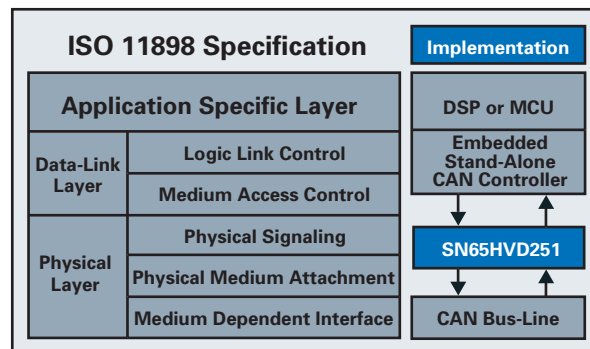 ISO 11898 Specification
Implementation
Application Specific Layer
Data-Link
Layer
Logic Link Control
Medium Access Control
Physical
Layer
Physical Signaling
Physical Medium Attachment
Medium Dependent Interface
DSP or MCU
Embedded
Stand-Alone
CAN Controller
SN65HVD251
CAN Bus-Line